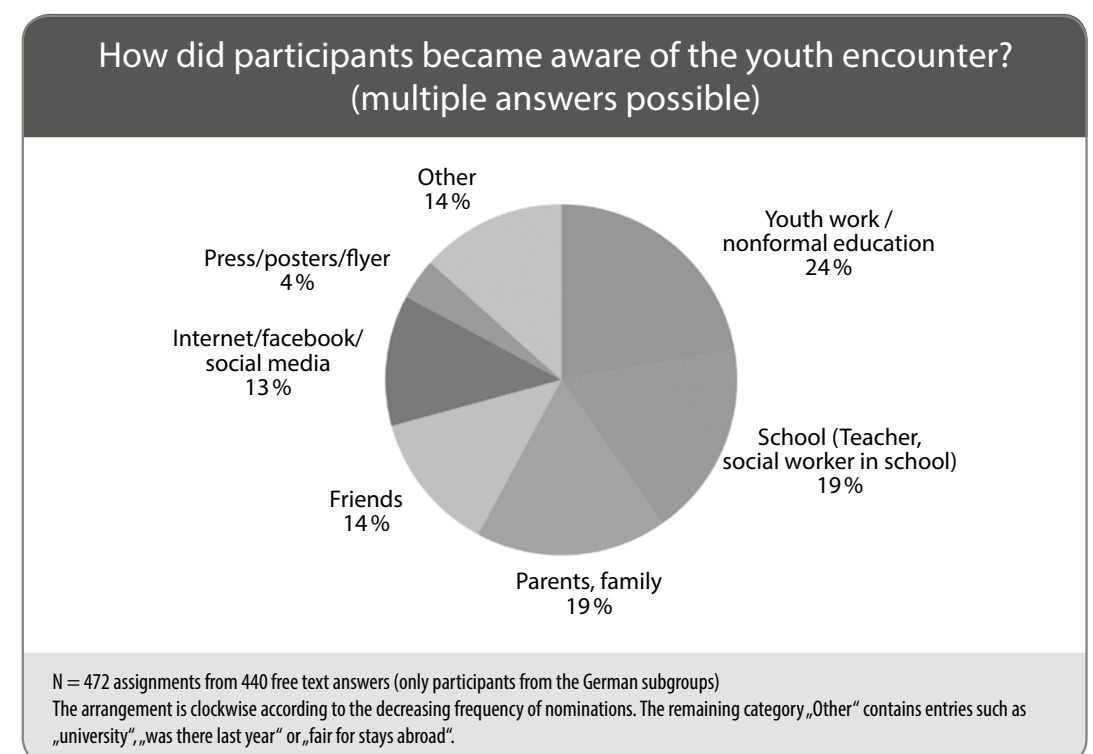 How did participants became aware of the youth encounter?
(multiple answers possible)
Other
14 %
Youth work /
nonformal education
24 %
Press/posters/flyer
4 %
Internet/facebook/
social media
13 %
School (Teacher,
social worker in school)
19 %
Friends
14 %
Parents, family
19 %
N = 472 assignments from 440 free text answers (only participants from the German subgroups)
The arrangement is clockwise according to the decreasing frequency of nominations. The remaining category „Other“ contains entries such as
„university“, „was there last year“ or „fair for stays abroad“.